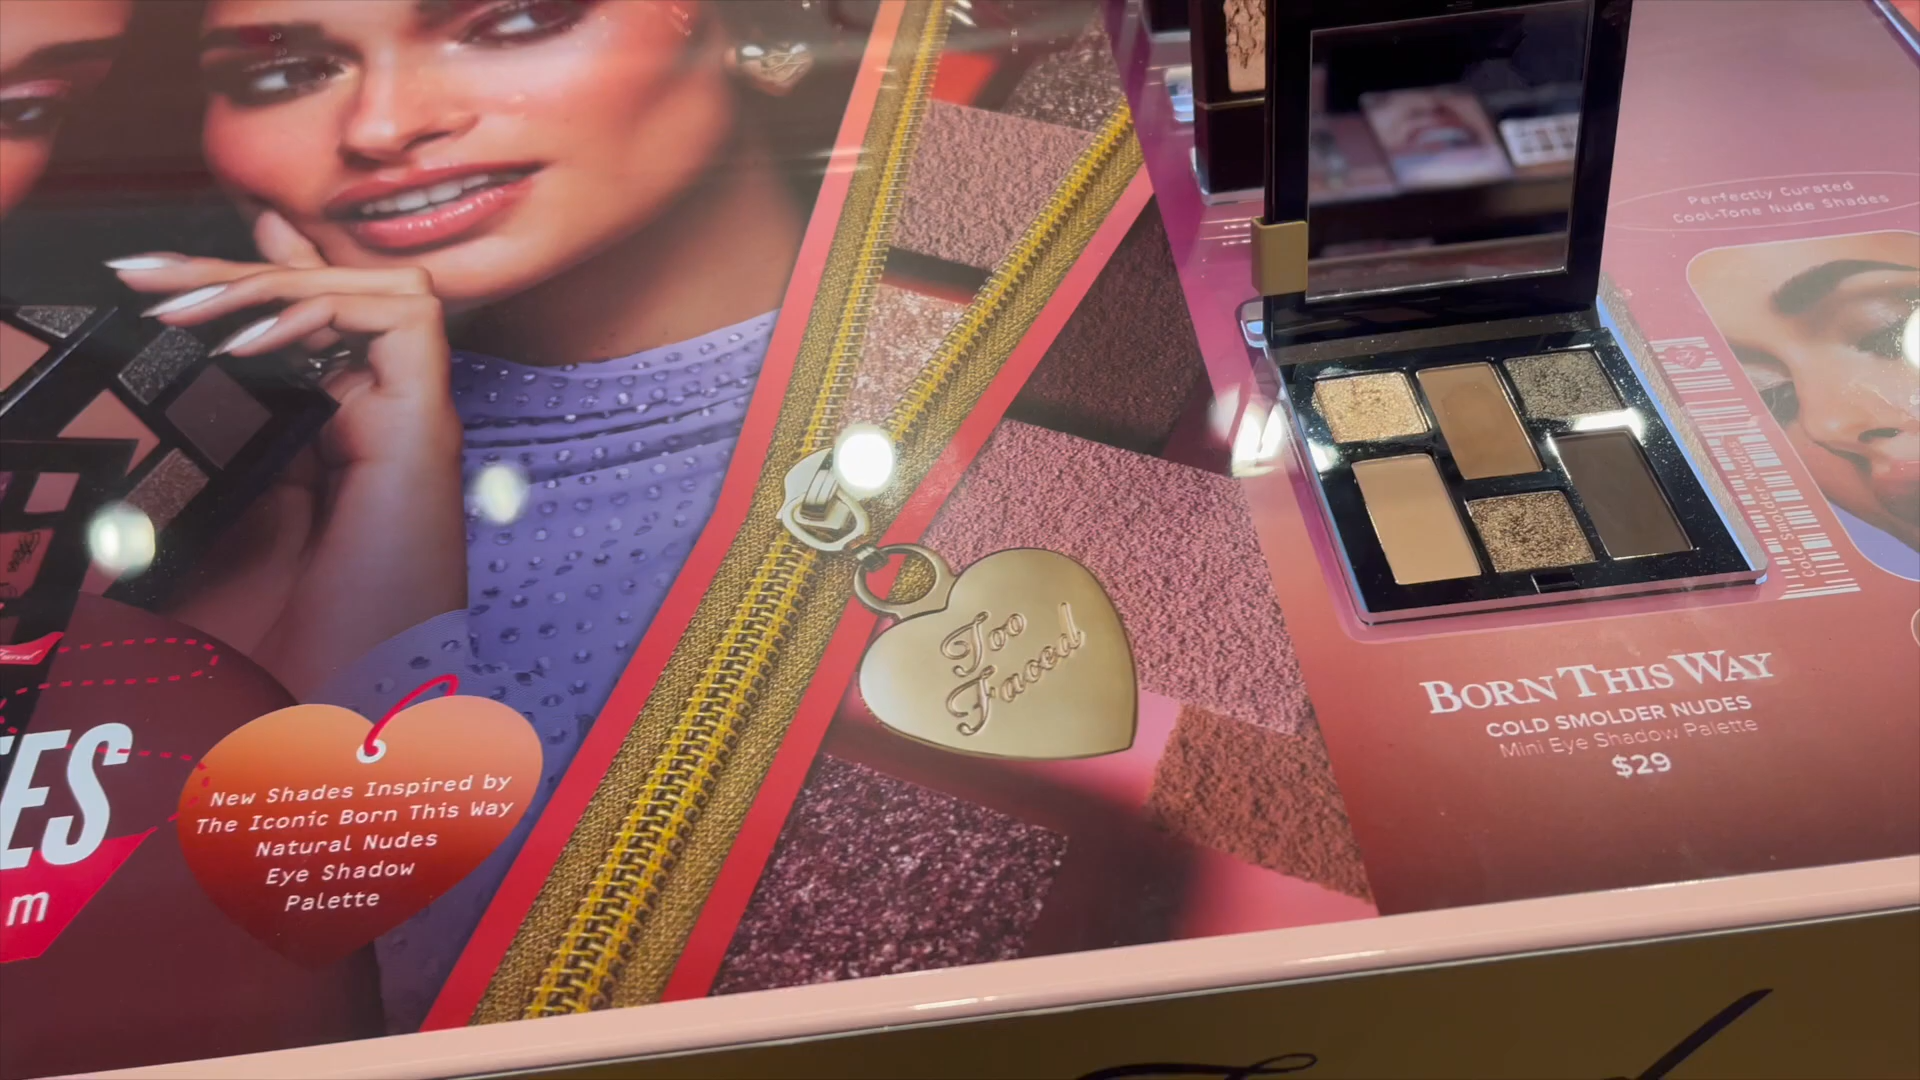 Perfectly Curated
Cool-Tone Nude Shades
Too
Faced
Cold Smolder Nudes
BORN THIS WAY
COLD SMOLDER NUDES
Mini Eye Shadow Palette
$29
New Shades Inspired by
The Iconic Born This Way
Natural Nudes
Eye Shadow
Palette
ES
m